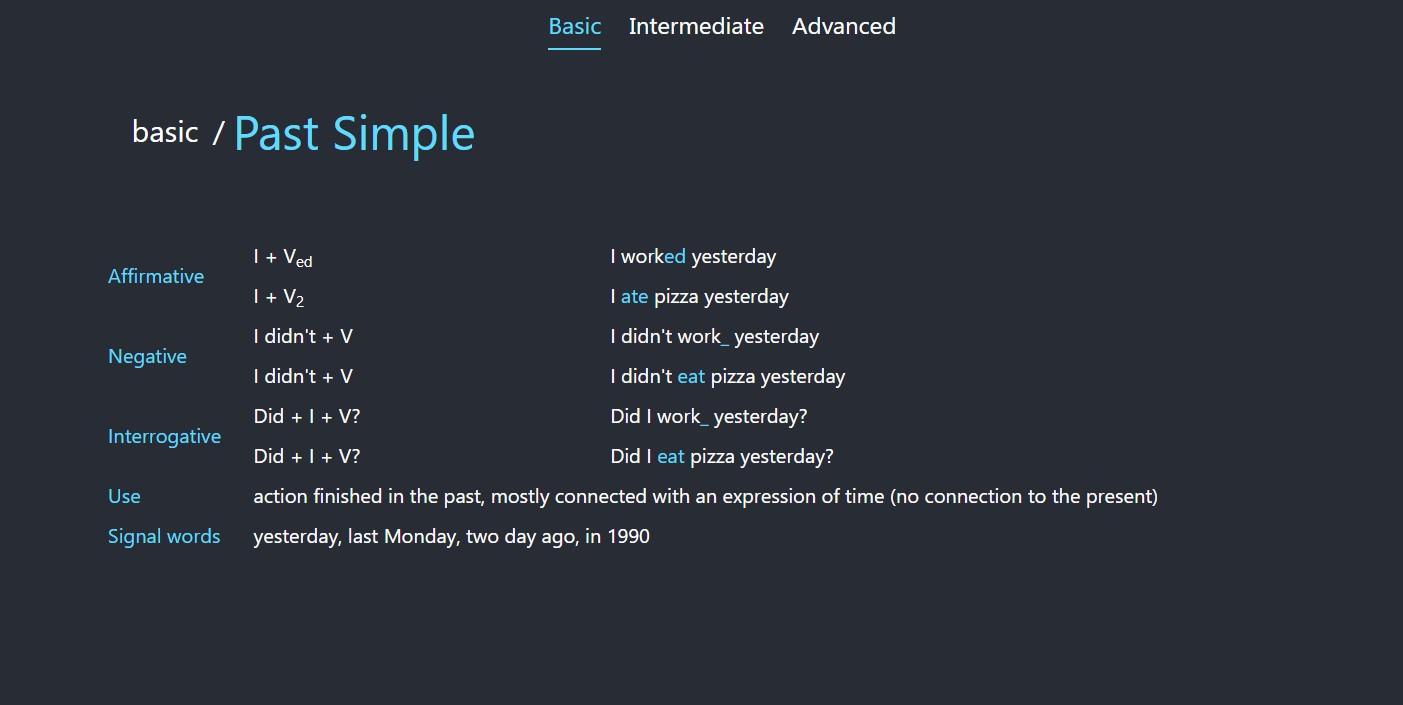 Basic Intermediate Advanced
basic / Past Simple
Affirmative
I + Ved I worked yesterday
I + V2 I ate pizza yesterday
Negative
I didn't + V I didn't work_ yesterday
I didn't + V I didn't eat pizza yesterday
Interrogative
Did + I + V? Did I work_ yesterday?
Did + I + V? Did I eat pizza yesterday?
Use action finished in the past, mostly connected with an expression of time (no connection to the present)
Signal words yesterday, last Monday, two day ago, in 1990